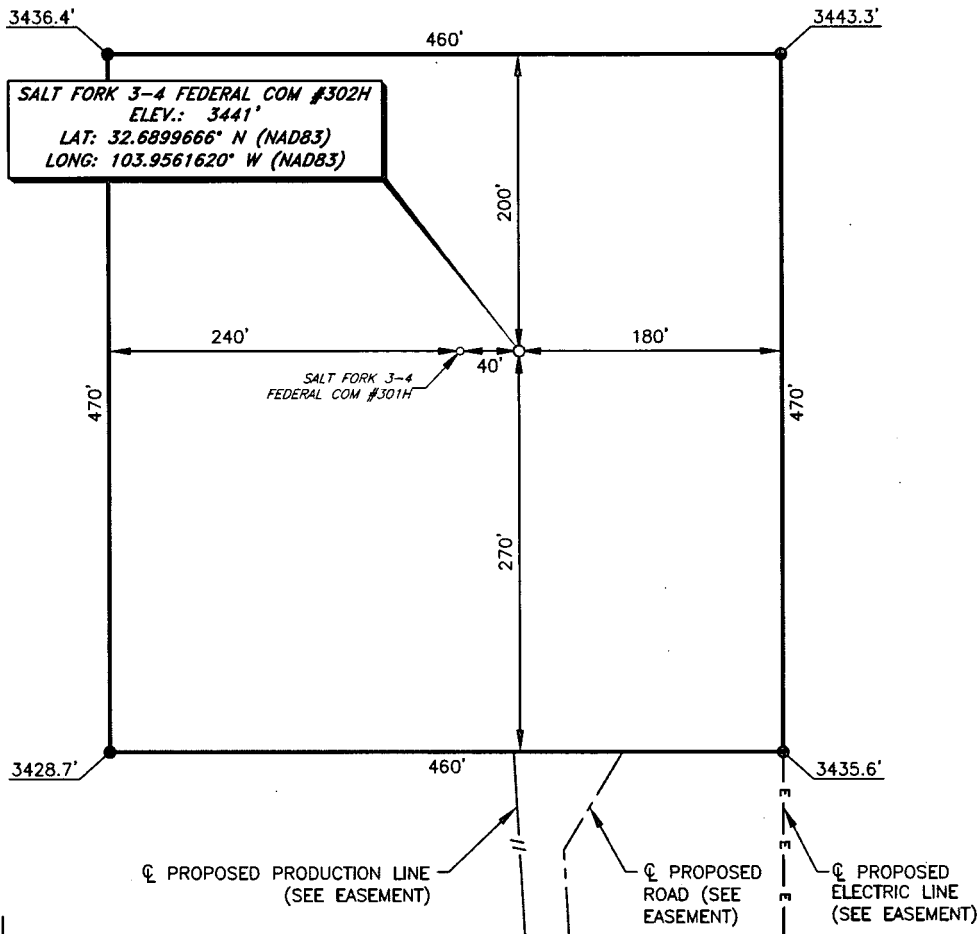 3436.4'
3443.3'
460'
SALT FORK 3-4 FEDERAL COM #302H
ELEV.: 3441'
LAT: 32.6899666° N (NAD83)
LONG: 103.9561620° W (NAD83)
200'
240'
40'
180'
SALT FORK 3-4
FEDERAL COM #301H
470'
470'
270'
3428.7'
460'
3435.6'
E
E
E
℄ PROPOSED PRODUCTION LINE
(SEE EASEMENT)
℄ PROPOSED
ROAD (SEE
EASEMENT)
℄ PROPOSED
ELECTRIC LINE
(SEE EASEMENT)